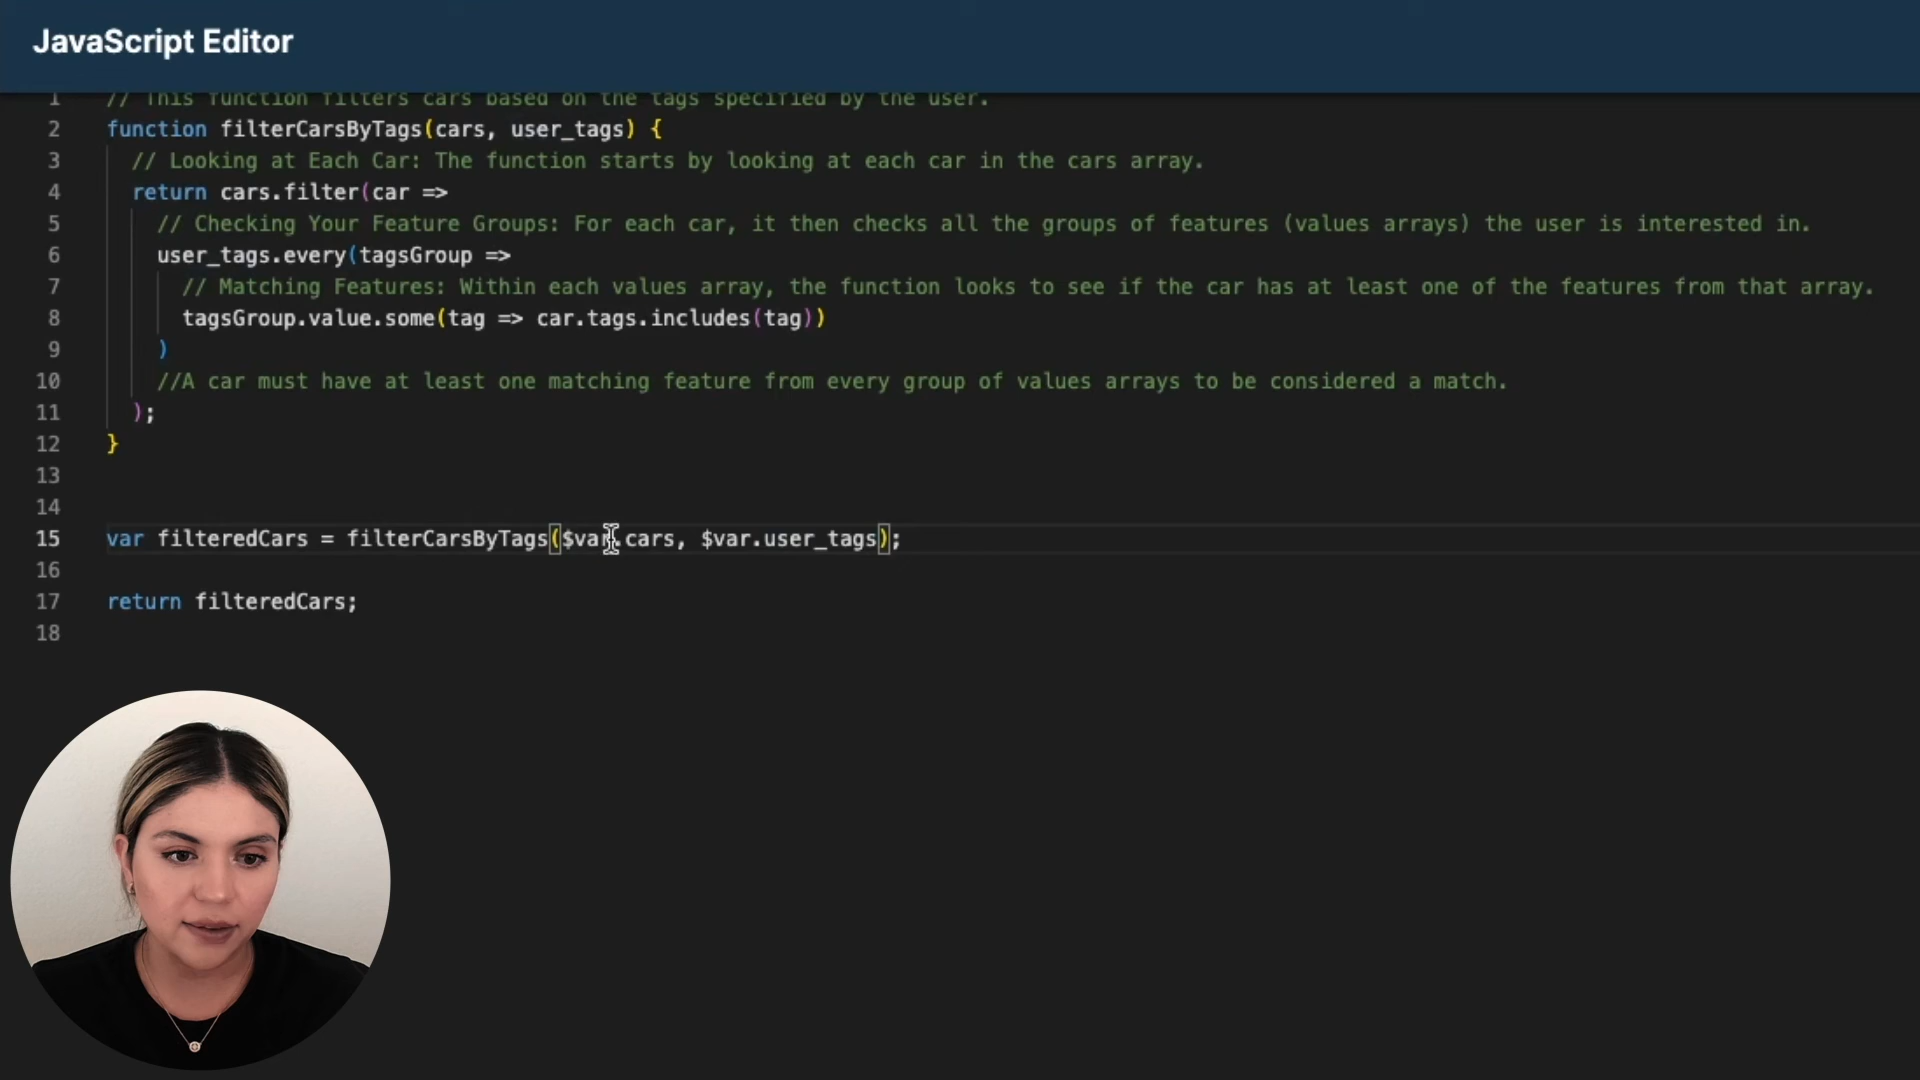 JavaScript Editor
1 // This function filters cars based on the tags specified by the user.
2 function filterCarsByTags(cars, user_tags) {
3 // Looking at Each Car: The function starts by looking at each car in the cars array.
4 return cars.filter(car =>
5 // Checking Your Feature Groups: For each car, it then checks all the groups of features (values arrays) the user is interested in.
6 user_tags.every(tagsGroup =>
7 // Matching Features: Within each values array, the function looks to see if the car has at least one of the features from that array.
8 tagsGroup.value.some(tag => car.tags.includes(tag))
9 )
10 //A car must have at least one matching feature from every group of values arrays to be considered a match.
11 );
12 }
13
14
15 var filteredCars = filterCarsByTags($var.cars, $var.user_tags);
16
17 return filteredCars;
18